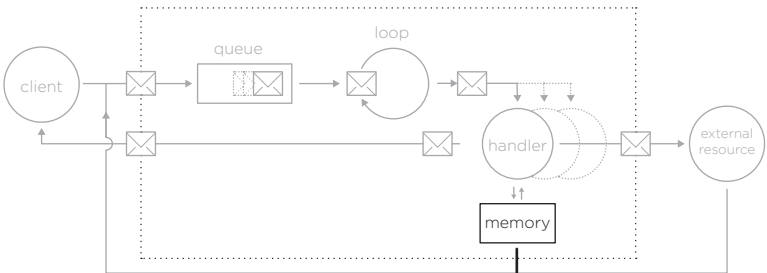 loop
queue
client
handler
external
resource
memory